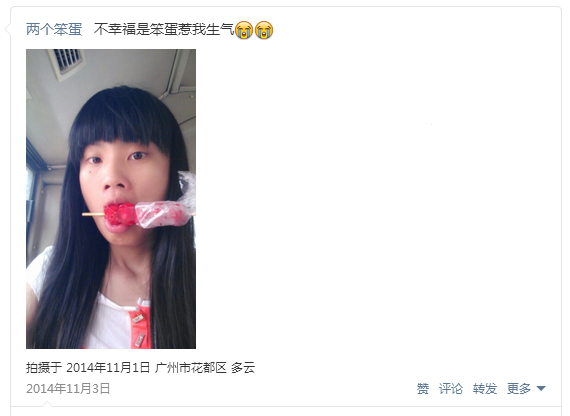 两个笨蛋 不幸福是笨蛋惹我生气😭😭
拍摄于 2014年11月1日 广州市花都区 多云
2014年11月3日 赞 评论 转发 更多